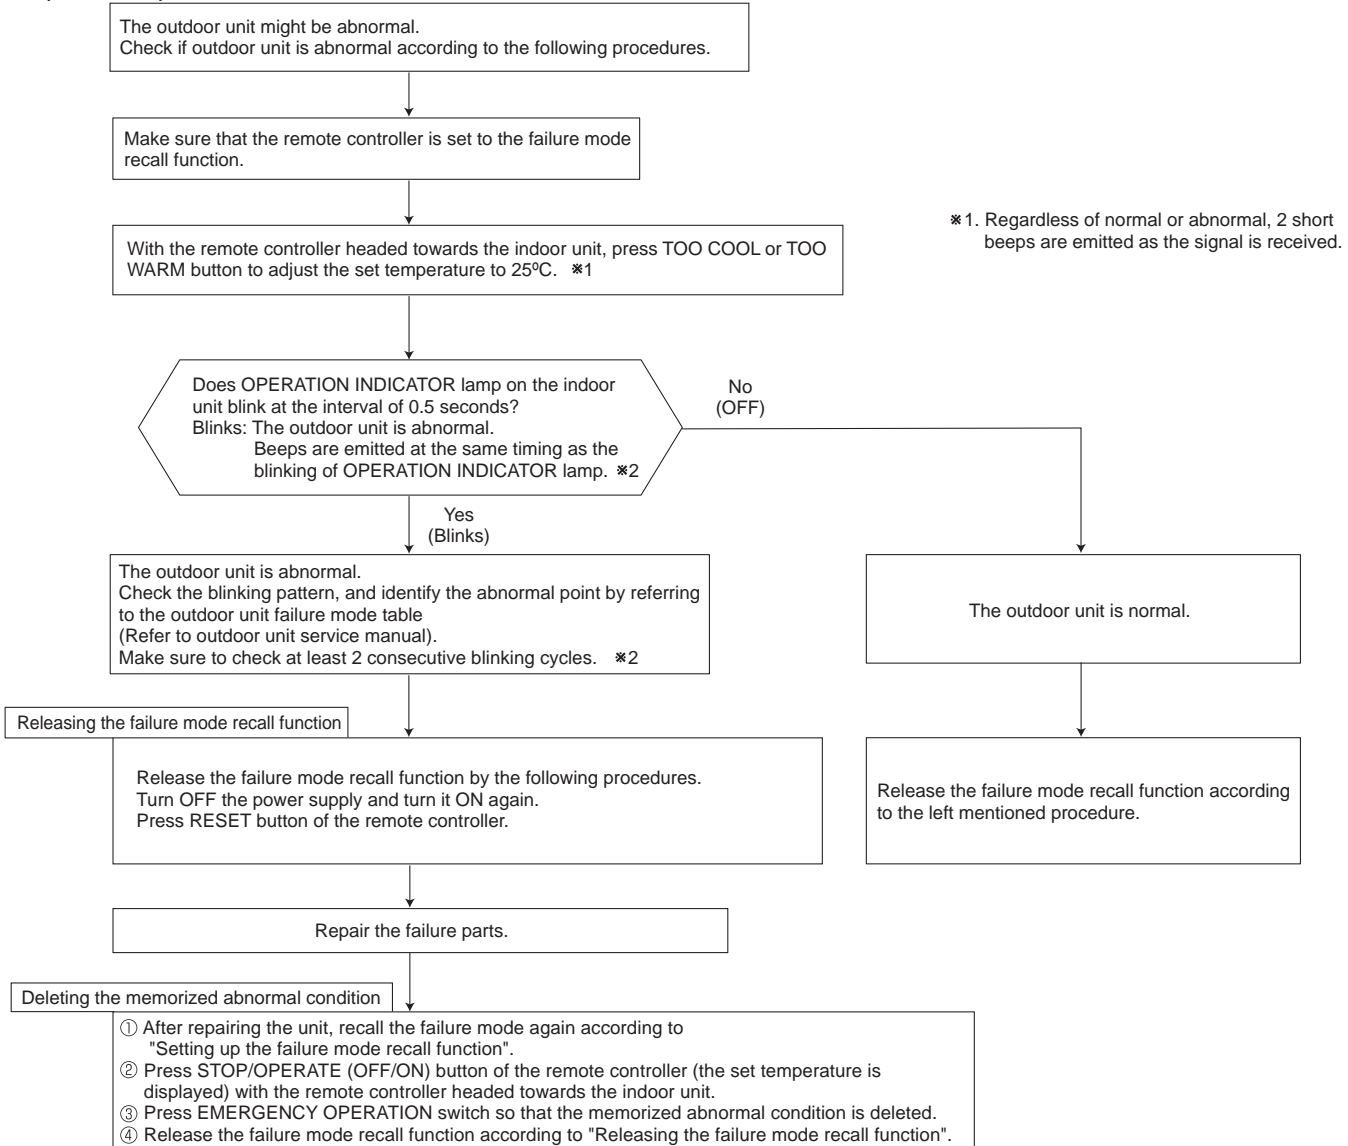 The outdoor unit might be abnormal.
Check if outdoor unit is abnormal according to the following procedures.
Make sure that the remote controller is set to the failure mode
recall function.
With the remote controller headed towards the indoor unit, press TOO COOL or TOO
WARM button to adjust the set temperature to 25ºC. ※1
※1. Regardless of normal or abnormal, 2 short
beeps are emitted as the signal is received.
Does OPERATION INDICATOR lamp on the indoor
unit blink at the interval of 0.5 seconds?
Blinks: The outdoor unit is abnormal.
Beeps are emitted at the same timing as the
blinking of OPERATION INDICATOR lamp. ※2
No
(OFF)
Yes
(Blinks)
The outdoor unit is abnormal.
Check the blinking pattern, and identify the abnormal point by referring
to the outdoor unit failure mode table
(Refer to outdoor unit service manual).
Make sure to check at least 2 consecutive blinking cycles. ※2
The outdoor unit is normal.
Releasing the failure mode recall function
Release the failure mode recall function by the following procedures.
Turn OFF the power supply and turn it ON again.
Press RESET button of the remote controller.
Release the failure mode recall function according
to the left mentioned procedure.
Repair the failure parts.
Deleting the memorized abnormal condition
① After repairing the unit, recall the failure mode again according to
"Setting up the failure mode recall function".
② Press STOP/OPERATE (OFF/ON) button of the remote controller (the set temperature is
displayed) with the remote controller headed towards the indoor unit.
③ Press EMERGENCY OPERATION switch so that the memorized abnormal condition is deleted.
④ Release the failure mode recall function according to "Releasing the failure mode recall function".